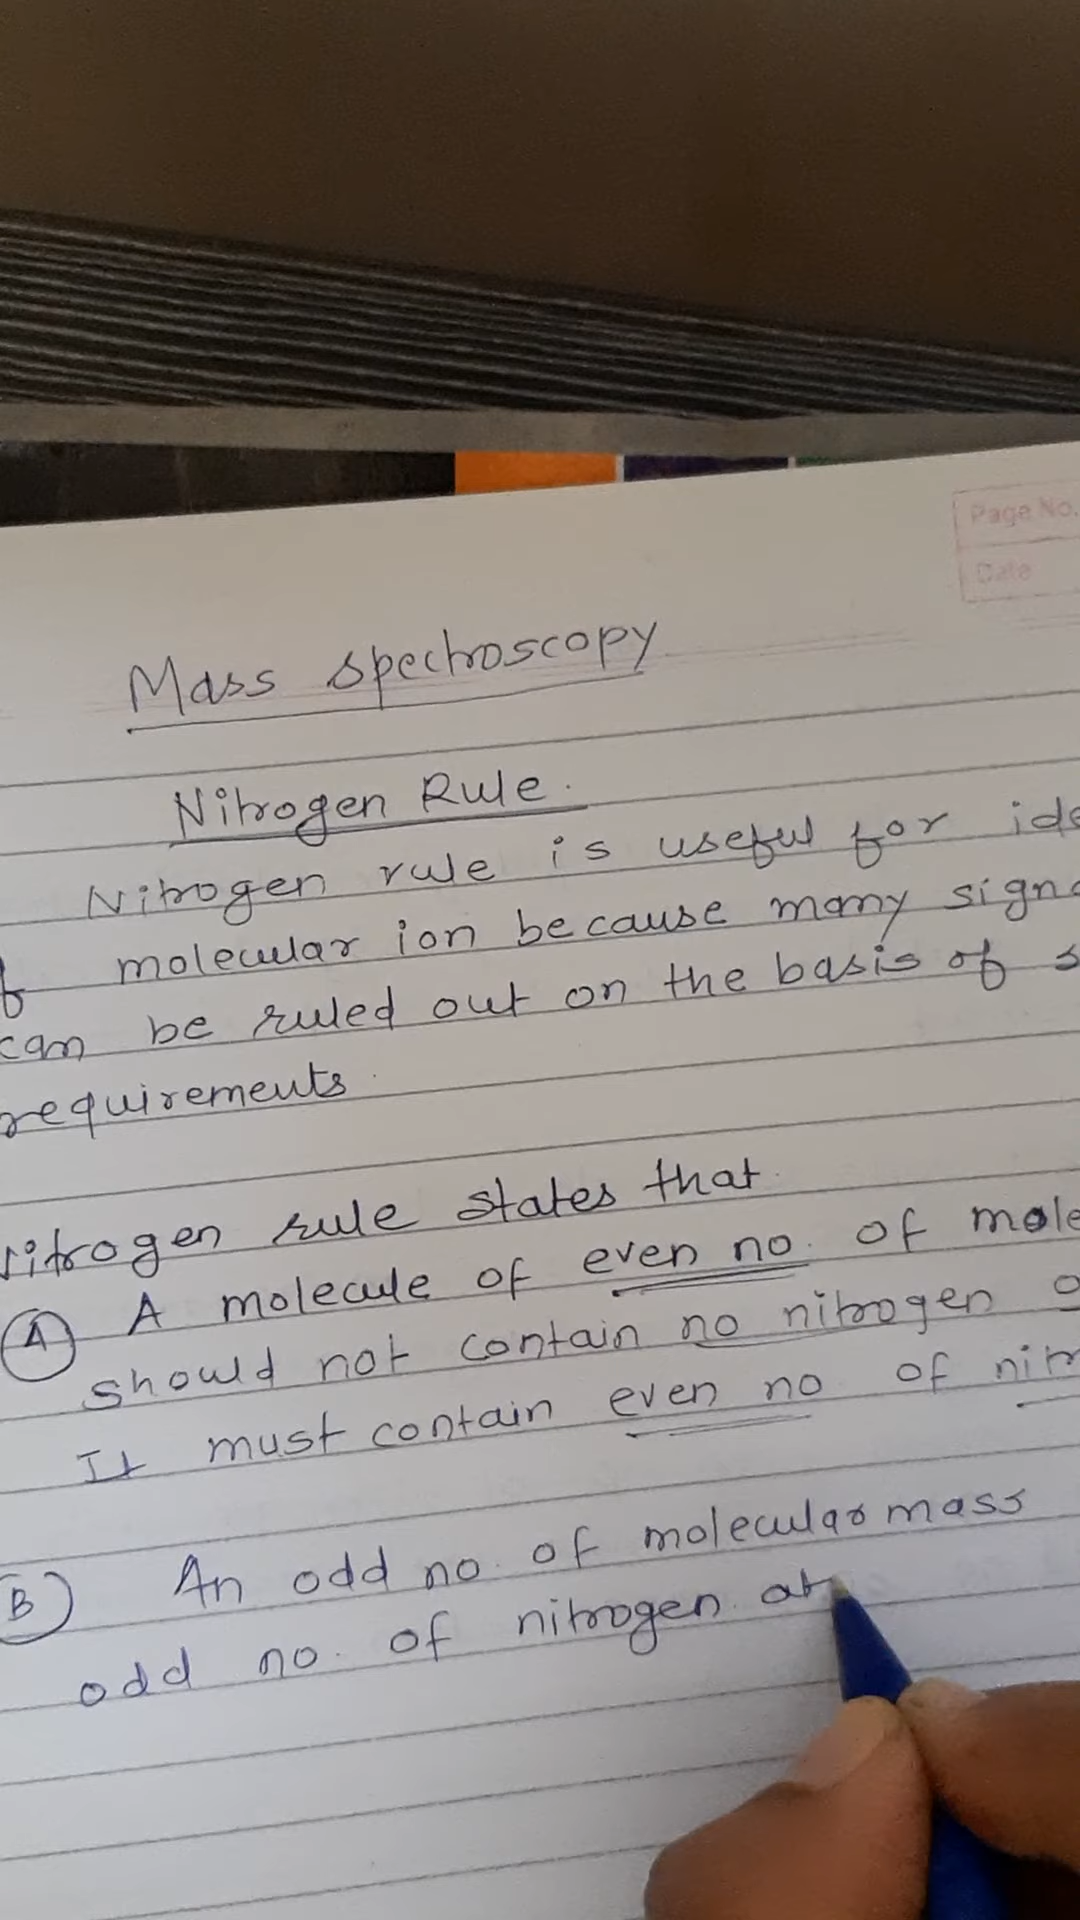 Page No.
Date
Mass spectroscopy
Nitrogen Rule.
Nitrogen rule is useful for
molecular ion because many
can be ruled out on the basis of
requirements.
Nitrogen rule states that
A A molecule of even no. of
should not contain no nitrogen
It must contain even no. of
B An odd no. of molecular mass
odd no. of nitrogen